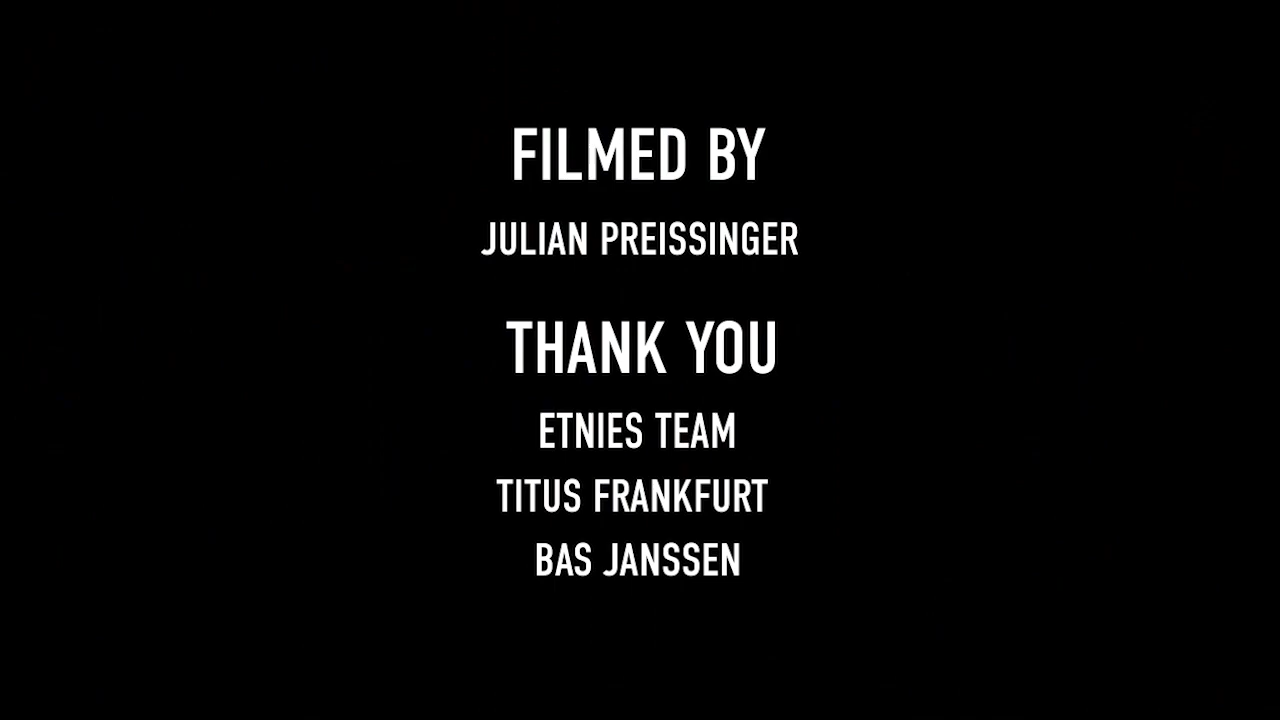 FILMED BY
JULIAN PREISSINGER
THANK YOU
ETNIES TEAM
TITUS FRANKFURT
BAS JANSSEN